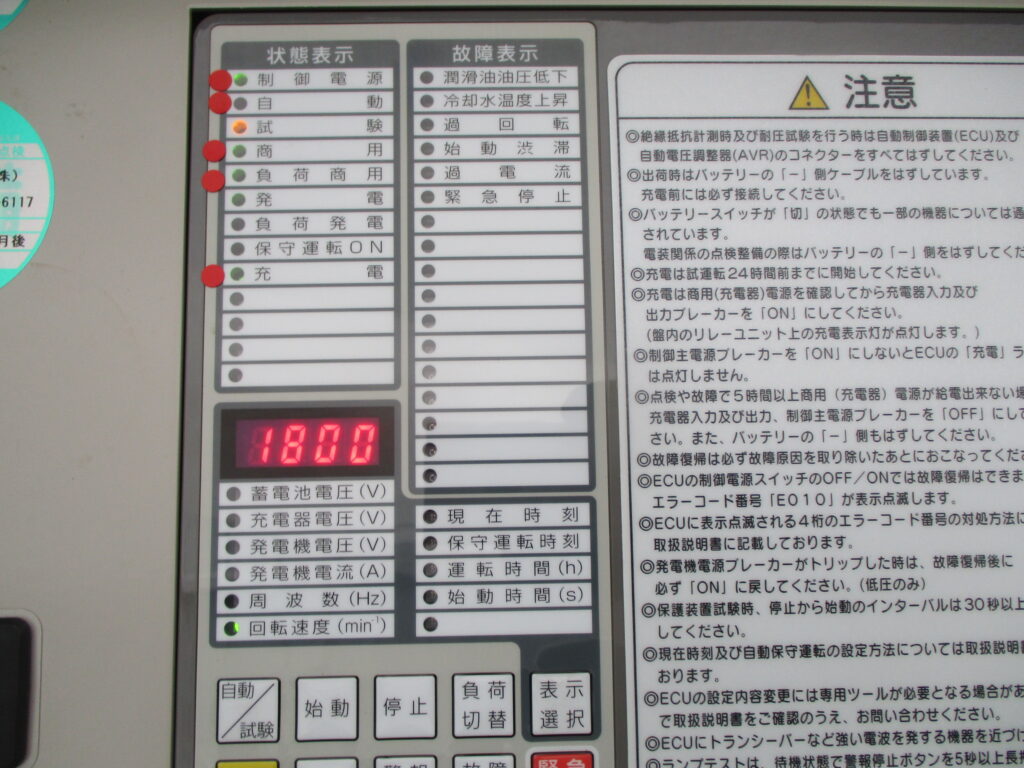 点検
6117
月後
状態表示
制御電源
自動
試験
商用
負荷商用
発電
負荷発電
保守運転ON
充電
故障表示
潤滑油油圧低下
冷却水温度上昇
過回転
始動渋滞
過電流
緊急停止
1800
蓄電池電圧(V)
充電器電圧(V)
発電機電圧(V)
発電機電流(A)
周波数(Hz)
回転速度(min⁻¹)
現在時刻
保守運転時刻
運転時間(h)
始動時間(s)
自動/試験
始動
停止
負荷
切替
表示
選択
緊急
注意
◎絶縁抵抗計測時及び耐圧試験を行う時は自動制御装置(ECU)及び
自動電圧調整器(AVR)のコネクターをすべてはずしてください。
◎出荷時はバッテリーの「−」側ケーブルをはずしています。
充電前には必ず接続してください。
◎バッテリースイッチが「切」の状態でも一部の機器については通
されています。
電装関係の点検整備の際はバッテリーの「−」側をはずしてくだ
◎充電は試運転24時間前までに開始してください。
◎充電は商用(充電器)電源を確認してから充電器入力及び
出力ブレーカーを「ON」にしてください。
(盤内のリレーユニット上の充電表示灯が点灯します。)
◎制御主電源ブレーカーを「ON」にしないとECUの「充電」ラ
は点灯しません。
◎点検や故障で5時間以上商用(充電器)電源が給電出来ない場
充電器入力及び出力、制御主電源ブレーカーを「OFF」にして
さい。また、バッテリーの「−」側もはずしてください。
◎故障復帰は必ず故障原因を取り除いたあとにおこなってくださ
◎ECUの制御電源スイッチのOFF/ONでは故障復帰はできま
エラーコード番号「E010」が表示点滅します。
◎ECUに表示点滅される4桁のエラーコード番号の対処方法に
取扱説明書に記載しております。
◎発電機電源ブレーカーがトリップした時は、故障復帰後に
必ず「ON」に戻してください。(低圧のみ)
◎保護装置試験時、停止から始動のインターバルは30秒以上
してください。
◎現在時刻及び自動保守運転の設定方法については取扱説明書
おります。
◎ECUの設定内容変更には専用ツールが必要となる場合があ
で取扱説明書をご確認のうえ、お問い合わせください。
◎ECUにトランシーバーなど強い電波を発する機器を近づけ
◎ランプテストは、待機状態で警報停止ボタンを5秒以上長押